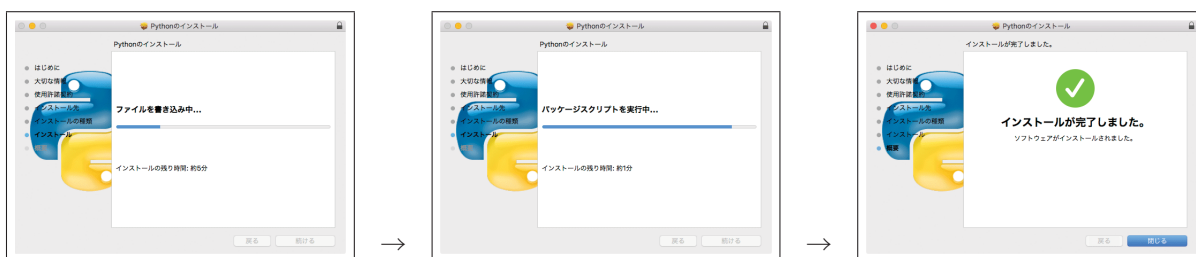 Pythonのインストール
Pythonのインストール
はじめに
大切な情報
使用許諾契約
インストール先
インストールの種類
インストール
概要
ファイルを書き込み中...
インストールの残り時間: 約5分
戻る
続ける
→
Pythonのインストール
Pythonのインストール
はじめに
大切な情報
使用許諾契約
インストール先
インストールの種類
インストール
概要
パッケージスクリプトを実行中...
インストールの残り時間: 約1分
戻る
続ける
→
Pythonのインストール
インストールが完了しました。
はじめに
大切な情報
使用許諾契約
インストール先
インストールの種類
インストール
概要
インストールが完了しました。
ソフトウェアがインストールされました。
戻る
閉じる